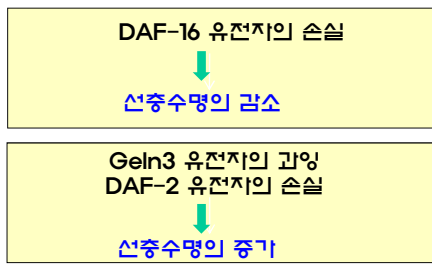 DAF-16 유전자의 손실
선충수명의 감소
Geln3 유전자의 과잉
DAF-2 유전자의 손실
선충수명의 증가